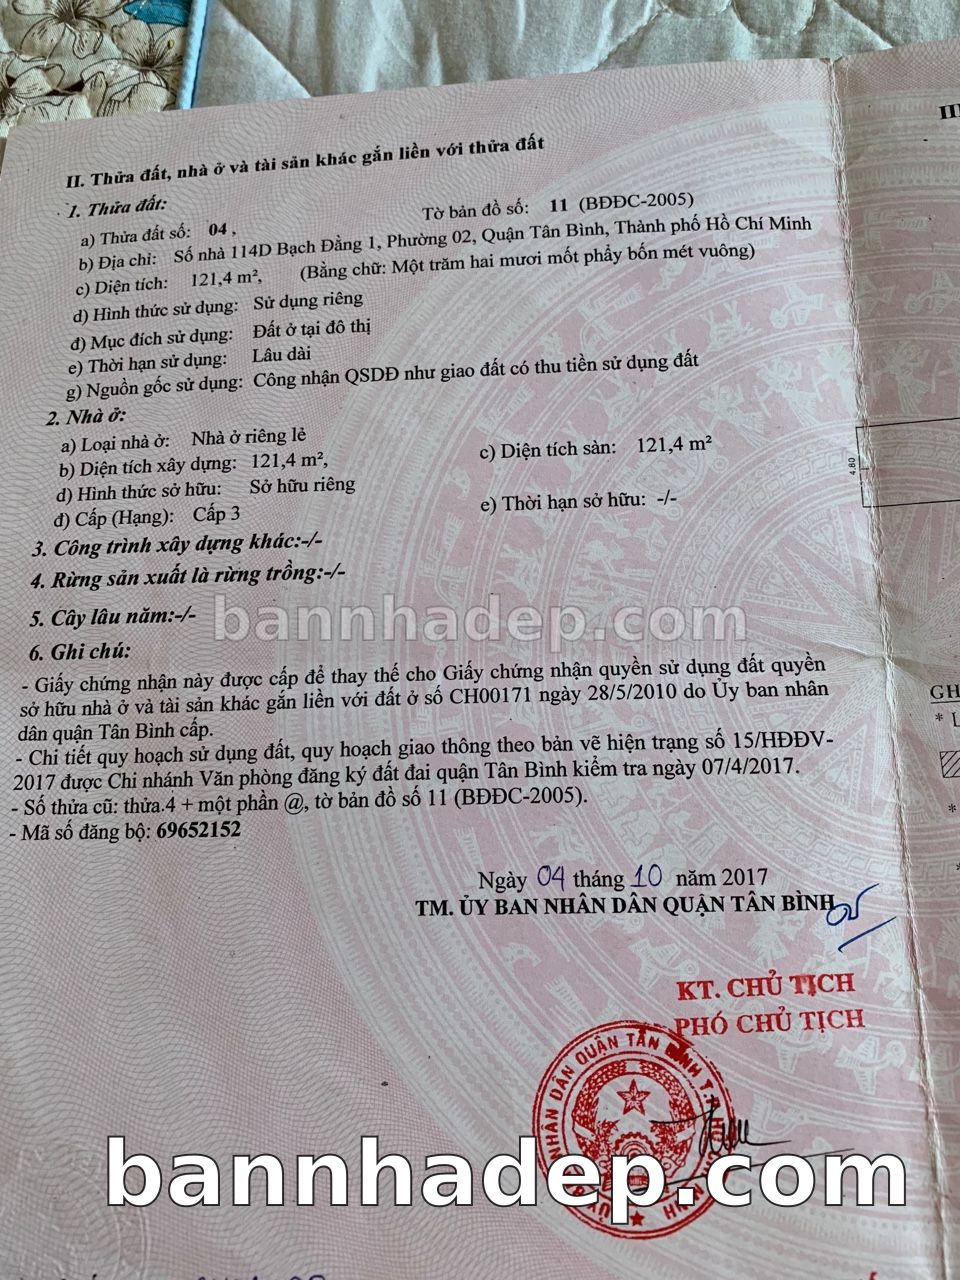 II. Thửa đất, nhà ở và tài sản khác gắn liền với thửa đất
1. Thửa đất:
a) Thửa đất số: 04 , Tờ bản đồ số: 11 (BĐĐC-2005)
b) Địa chỉ: Số nhà 114D Bạch Đằng 1, Phường 02, Quận Tân Bình, Thành phố Hồ Chí Minh
c) Diện tích: 121,4 m², (Bằng chữ: Một trăm hai mươi mốt phẩy bốn mét vuông)
d) Hình thức sử dụng: Sử dụng riêng
đ) Mục đích sử dụng: Đất ở tại đô thị
e) Thời hạn sử dụng: Lâu dài
g) Nguồn gốc sử dụng: Công nhận QSDĐ như giao đất có thu tiền sử dụng đất
2. Nhà ở:
a) Loại nhà ở: Nhà ở riêng lẻ
b) Diện tích xây dựng: 121,4 m², c) Diện tích sàn: 121,4 m²
d) Hình thức sở hữu: Sở hữu riêng
đ) Cấp (Hạng): Cấp 3 e) Thời hạn sở hữu: -/-
3. Công trình xây dựng khác:-/-
4. Rừng sản xuất là rừng trồng:-/-
5. Cây lâu năm:-/-
bannhadep.com
6. Ghi chú:
- Giấy chứng nhận này được cấp để thay thế cho Giấy chứng nhận quyền sử dụng đất quyền
sở hữu nhà ở và tài sản khác gắn liền với đất ở số CH00171 ngày 28/5/2010 do Ủy ban nhân
dân quận Tân Bình cấp.
- Chi tiết quy hoạch sử dụng đất, quy hoạch giao thông theo bản vẽ hiện trạng số 15/HĐĐV-
2017 được Chi nhánh Văn phòng đăng ký đất đai quận Tân Bình kiểm tra ngày 07/4/2017.
- Số thửa cũ: thửa.4 + một phần @, tờ bản đồ số 11 (BĐĐC-2005).
- Mã số đăng bộ: 69652152
Ngày 04 tháng 10 năm 2017
TM. ỦY BAN NHÂN DÂN QUẬN TÂN BÌNH
KT. CHỦ TỊCH
PHÓ CHỦ TỊCH
NHÂN DÂN QUẬN TÂN BÌNH
bannhadep.com
III
4.80
GH
* L
*